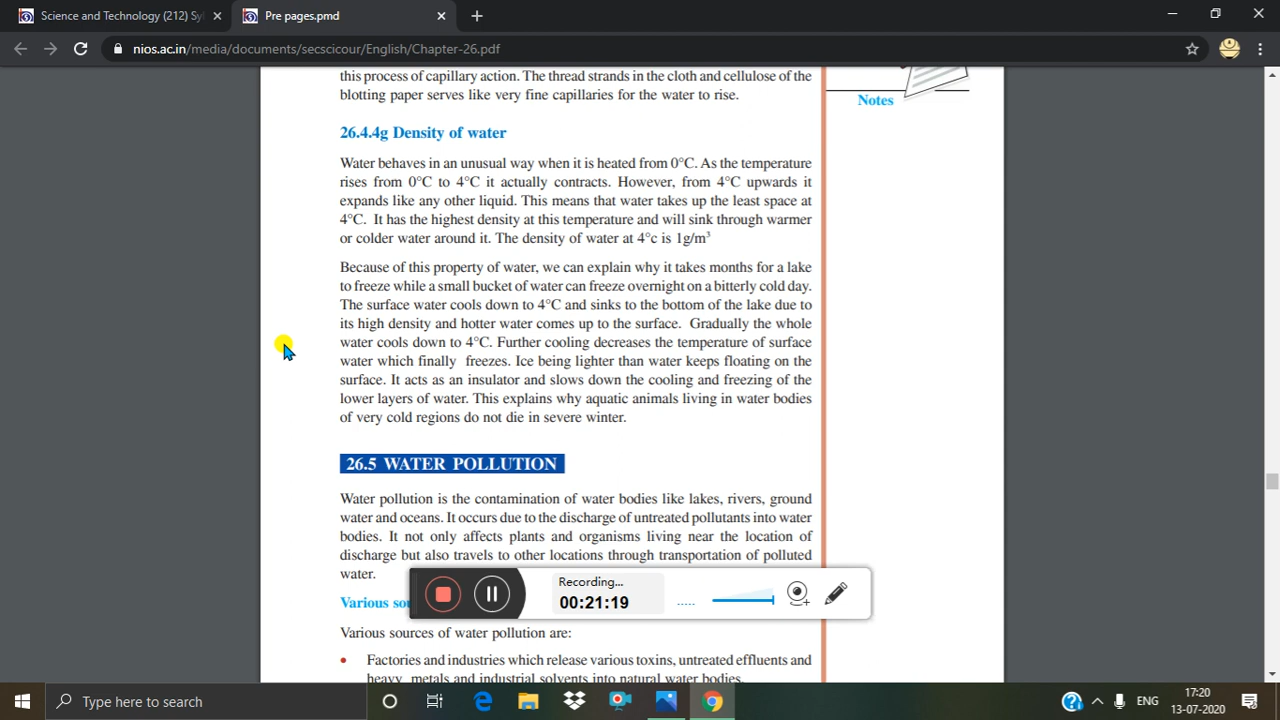 Science and Technology (212) Syl
Pre pages.pmd
nios.ac.in/media/documents/secscicour/English/Chapter-26.pdf
this process of capillary action. The thread strands in the cloth and cellulose of the
blotting paper serves like very fine capillaries for the water to rise.
Notes
26.4.4g Density of water
Water behaves in an unusual way when it is heated from 0°C. As the temperature
rises from 0°C to 4°C it actually contracts. However, from 4°C upwards it
expands like any other liquid. This means that water takes up the least space at
4°C. It has the highest density at this temperature and will sink through warmer
or colder water around it. The density of water at 4°c is 1g/m³
Because of this property of water, we can explain why it takes months for a lake
to freeze while a small bucket of water can freeze overnight on a bitterly cold day.
The surface water cools down to 4°C and sinks to the bottom of the lake due to
its high density and hotter water comes up to the surface. Gradually the whole
water cools down to 4°C. Further cooling decreases the temperature of surface
water which finally freezes. Ice being lighter than water keeps floating on the
surface. It acts as an insulator and slows down the cooling and freezing of the
lower layers of water. This explains why aquatic animals living in water bodies
of very cold regions do not die in severe winter.
26.5 WATER POLLUTION
Water pollution is the contamination of water bodies like lakes, rivers, ground
water and oceans. It occurs due to the discharge of untreated pollutants into water
bodies. It not only affects plants and organisms living near the location of
discharge but also travels to other locations through transportation of polluted
water.
Recording...
00:21:19
Various sou
Various sources of water pollution are:
• Factories and industries which release various toxins, untreated effluents and
heavy metals and industrial solvents into natural water bodies.
Type here to search
ENG
17:20
13-07-2020